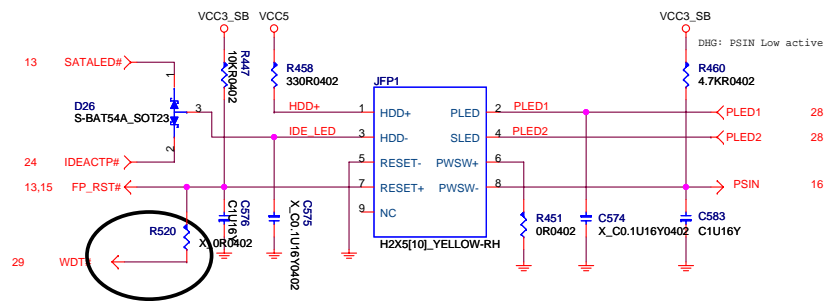 VCC3_SB VCC5 VCC3_SB
DHG: PSIN Low active
13 SATALED#
R447
10KR0402
R458
330R0402
JFP1
R460
4.7KR0402
1
D26
S-BAT54A_SOT23
3
2
HDD+ 1 HDD+ PLED 2 PLED1 PLED1 28
IDE_LED 3 HDD- SLED 4 PLED2 PLED2 28
24 IDEACTP# 5 RESET- PWSW+ 6
13,15 FP_RST# 7 RESET+ PWSW- 8 PSIN 16
9 NC
R520
X_0R0402
C576
C1U16Y
C575
X_C0.1U16Y0402
H2X5[10]_YELLOW-RH
R451
0R0402
C574
X_C0.1U16Y0402
C583
C1U16Y
29 WDT#